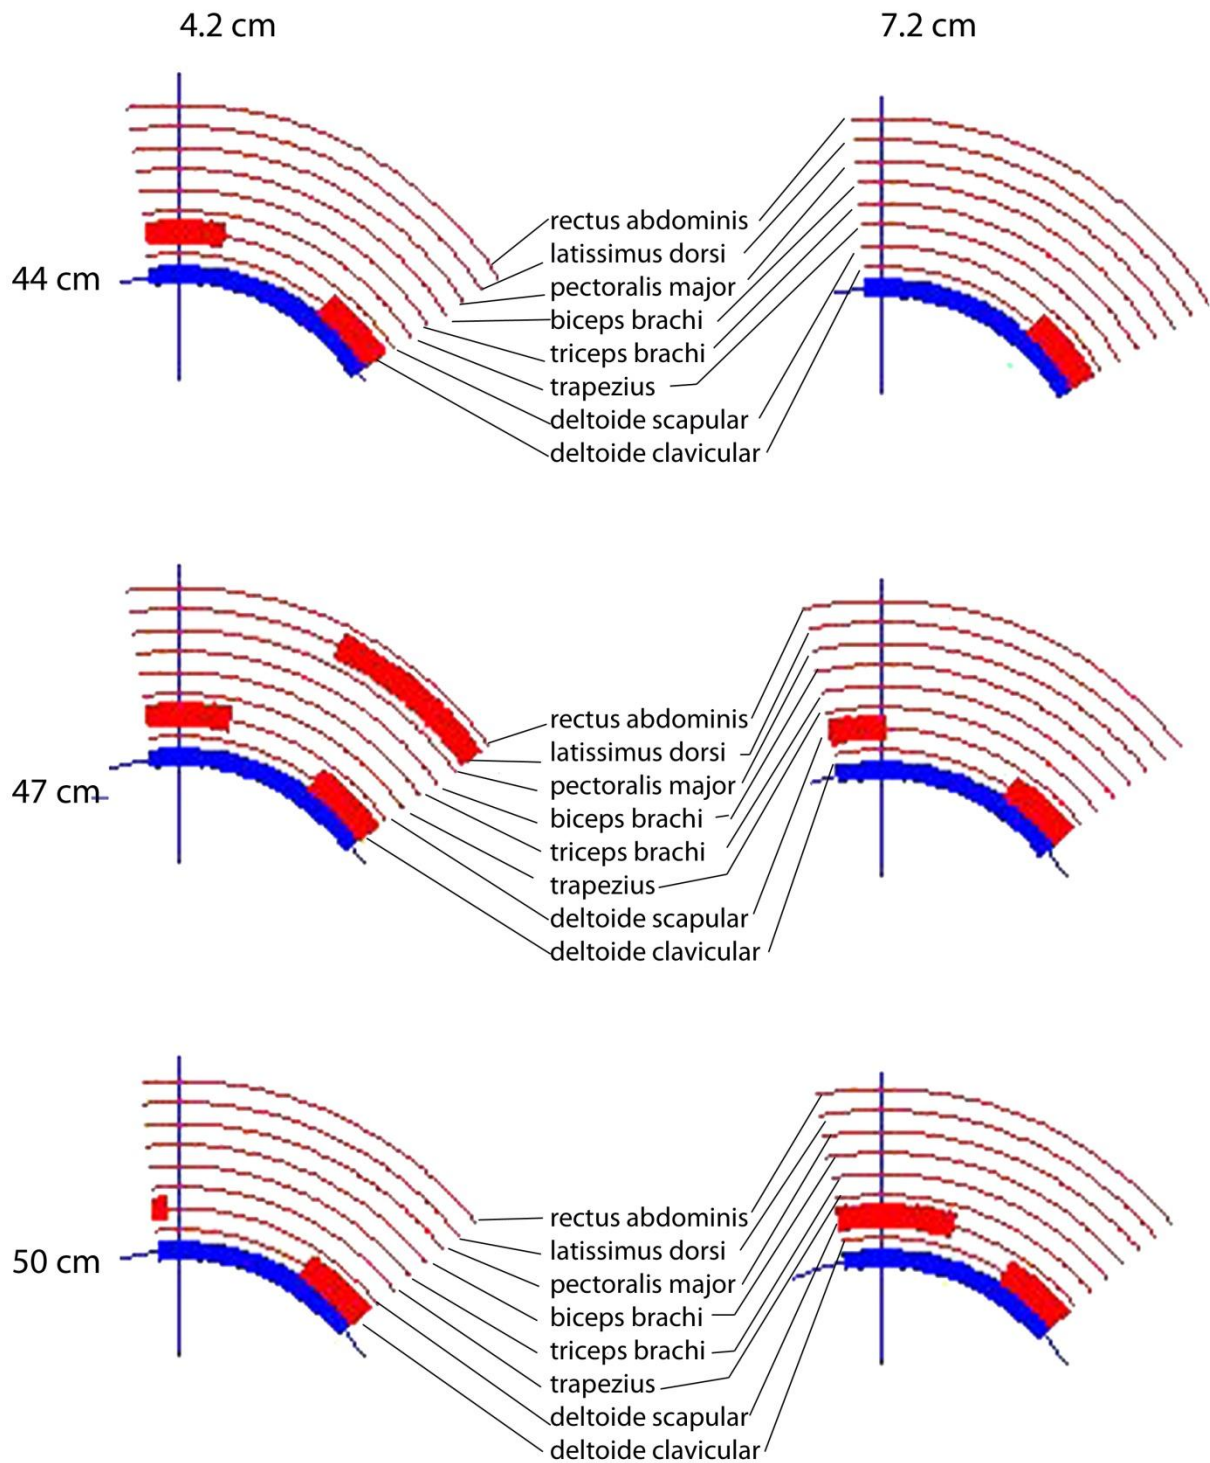 4.2 cm
7.2 cm
44 cm
rectus abdominis
latissimus dorsi
pectoralis major
biceps brachi
triceps brachi
trapezius
deltoide scapular
deltoide clavicular
47 cm
rectus abdominis
latissimus dorsi
pectoralis major
biceps brachi
triceps brachi
trapezius
deltoide scapular
deltoide clavicular
50 cm
rectus abdominis
latissimus dorsi
pectoralis major
biceps brachi
triceps brachi
trapezius
deltoide scapular
deltoide clavicular